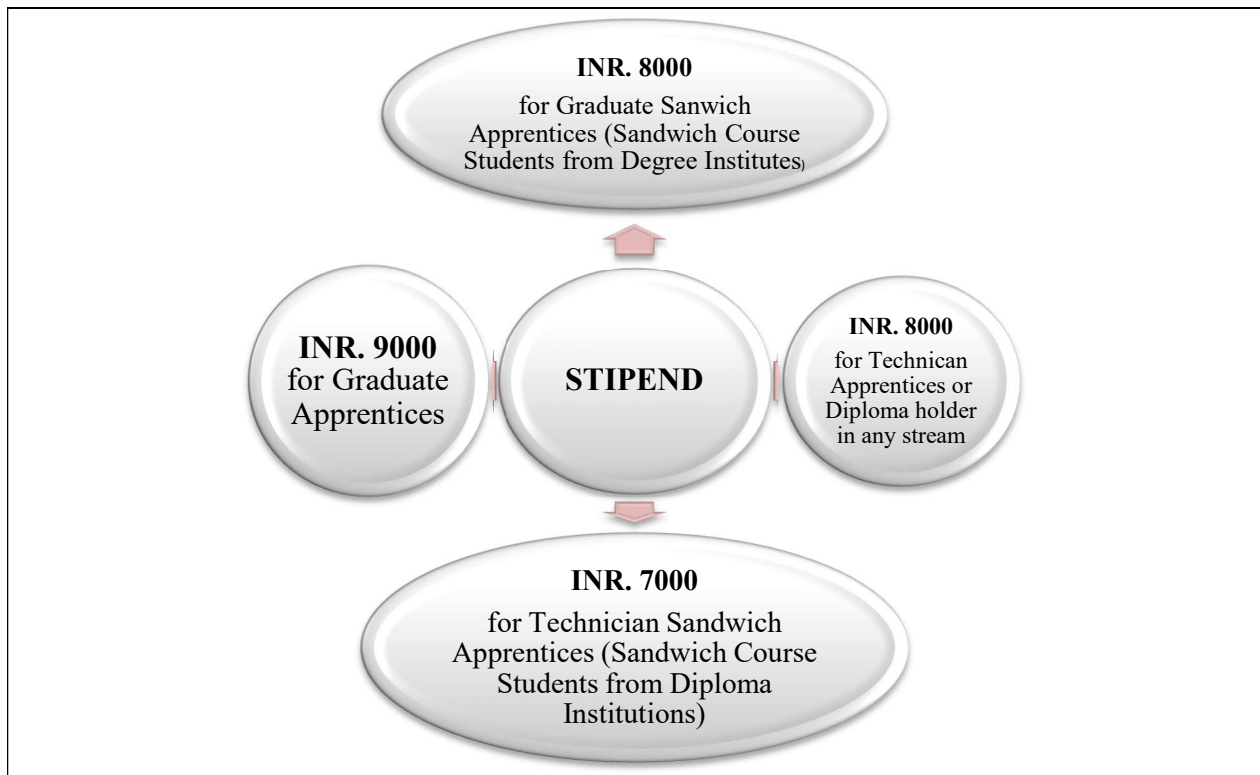 INR. 8000
for Graduate Sanwich
Apprentices (Sandwich Course
Students from Degree Institutes)
INR. 9000
for Graduate
Apprentices
STIPEND
INR. 8000
for Technican
Apprentices or
Diploma holder
in any stream
INR. 7000
for Technician Sandwich
Apprentices (Sandwich Course
Students from Diploma
Institutions)